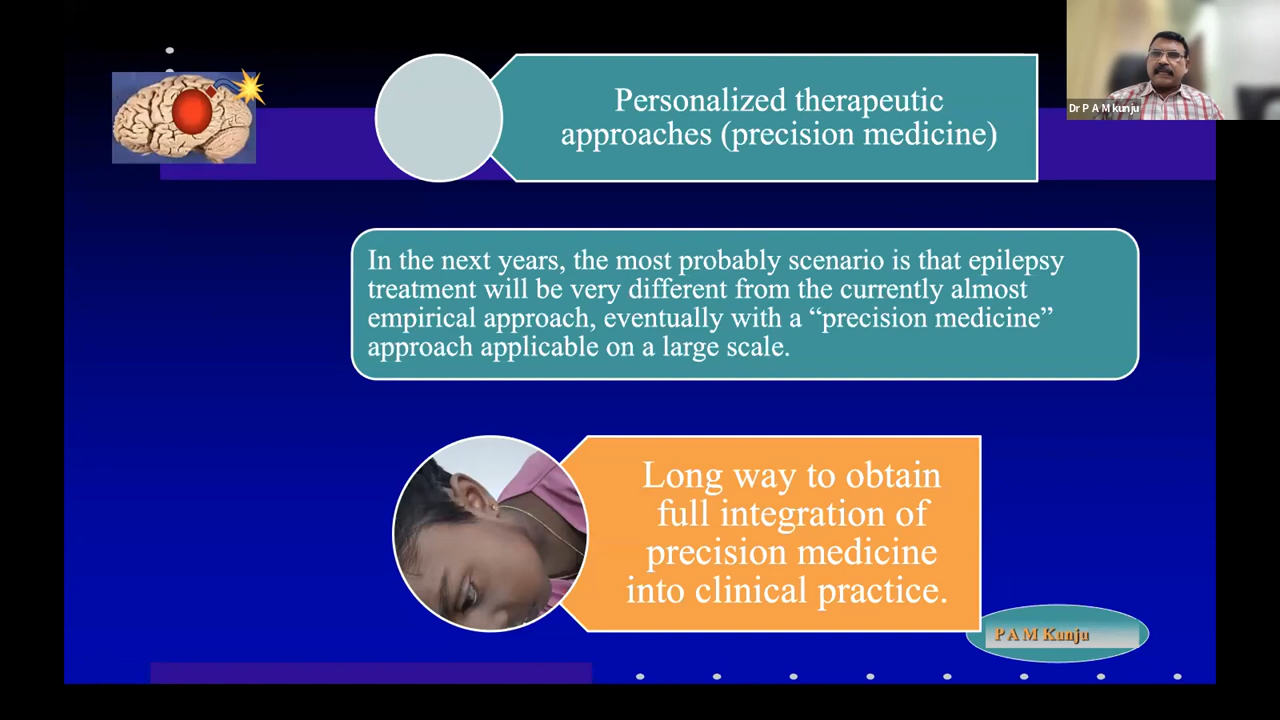 Personalized therapeutic
approaches (precision medicine)
Dr P A M kunju
In the next years, the most probably scenario is that epilepsy
treatment will be very different from the currently almost
empirical approach, eventually with a “precision medicine”
approach applicable on a large scale.
Long way to obtain
full integration of
precision medicine
into clinical practice.
P A M Kunju